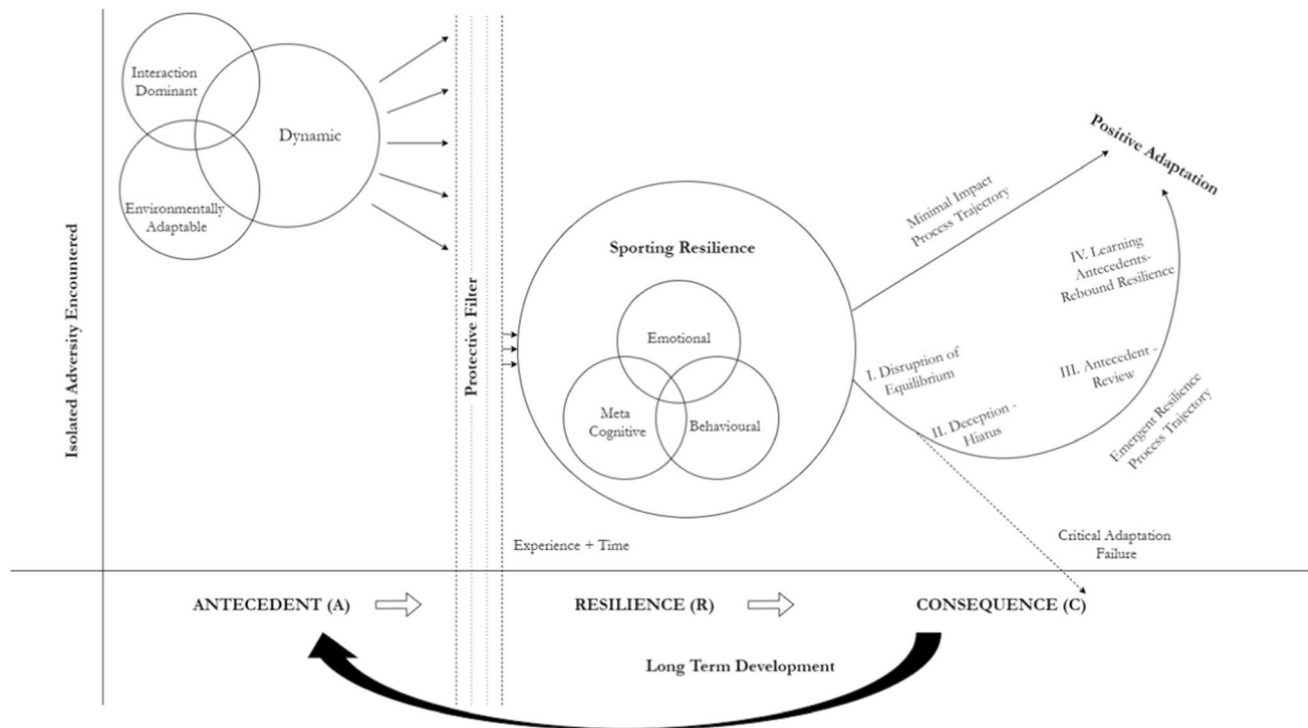 Isolated Adversity Encountered
Interaction
Dominant
Dynamic
Environmentally
Adaptable
Protective Filter
Sporting Resilience
Emotional
Meta
Cognitive
Behavioural
Minimal Impact
Process Trajectory
Positive Adaptation
I. Disruption of
Equilibrium
II. Deception -
Hiatus
III. Antecedent -
Review
IV. Learning
Antecedents-
Rebound Resilience
Emergent Resilience
Process Trajectory
Critical Adaptation
Failure
Experience + Time
ANTECEDENT (A)
RESILIENCE (R)
CONSEQUENCE (C)
Long Term Development